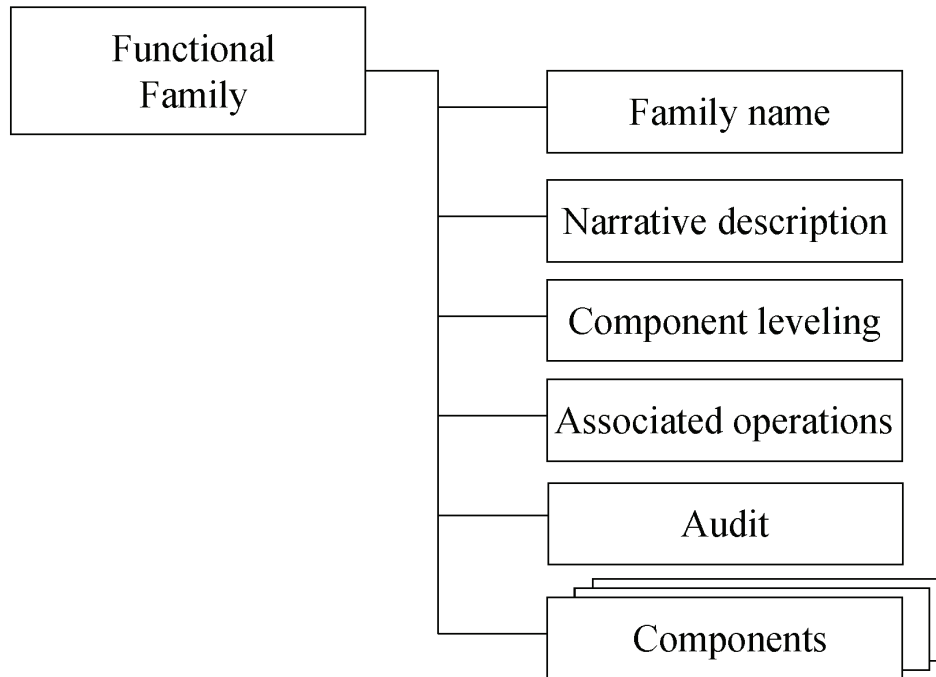 Functional
Family
Family name
Narrative description
Component leveling
Associated operations
Audit
Components